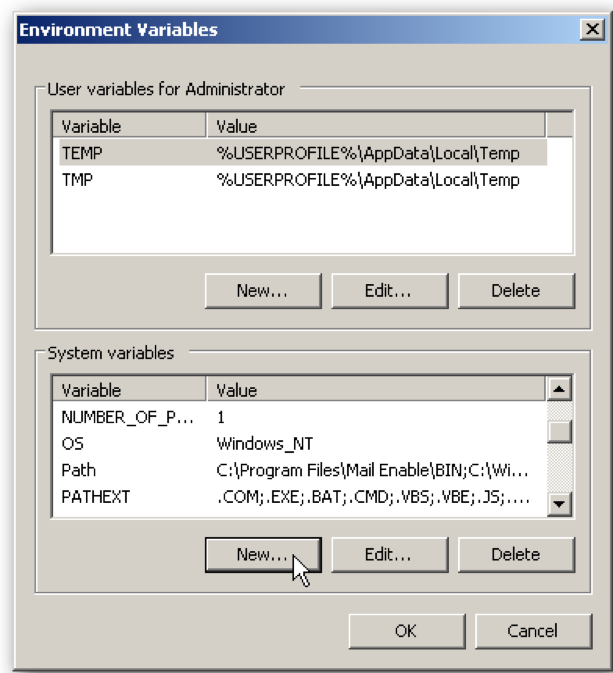 Environment Variables
User variables for Administrator
Variable Value
TEMP %USERPROFILE%\AppData\Local\Temp
TMP %USERPROFILE%\AppData\Local\Temp
New... Edit... Delete
System variables
Variable Value
NUMBER_OF_P... 1
OS Windows_NT
Path C:\Program Files\Mail Enable\BIN;C:\Wi...
PATHEXT .COM;.EXE;.BAT;.CMD;.VBS;.VBE;.JS;....
New... Edit... Delete
OK Cancel